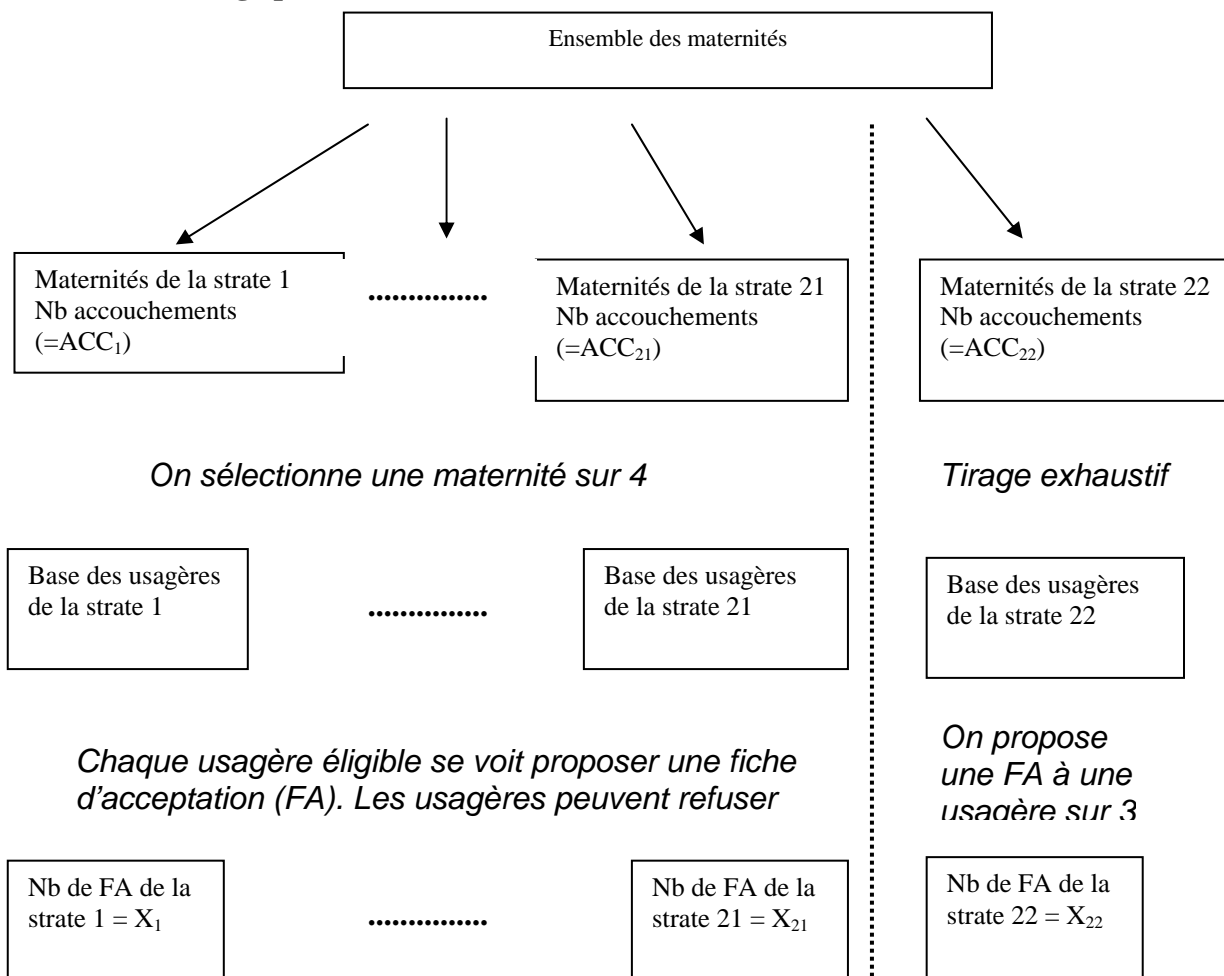 Ensemble des maternités
Maternités de la strate 1
Nb accouchements
(=ACC1)
...............
Maternités de la strate 21
Nb accouchements
(=ACC21)
Maternités de la strate 22
Nb accouchements
(=ACC22)
On sélectionne une maternité sur 4
Tirage exhaustif
Base des usagères
de la strate 1
...............
Base des usagères
de la strate 21
Base des usagères
de la strate 22
Chaque usagère éligible se voit proposer une fiche
d'acceptation (FA). Les usagères peuvent refuser
On propose
une FA à une
usagère sur 3
Nb de FA de la
strate 1 = X1
...............
Nb de FA de la
strate 21 = X21
Nb de FA de la
strate 22 = X22